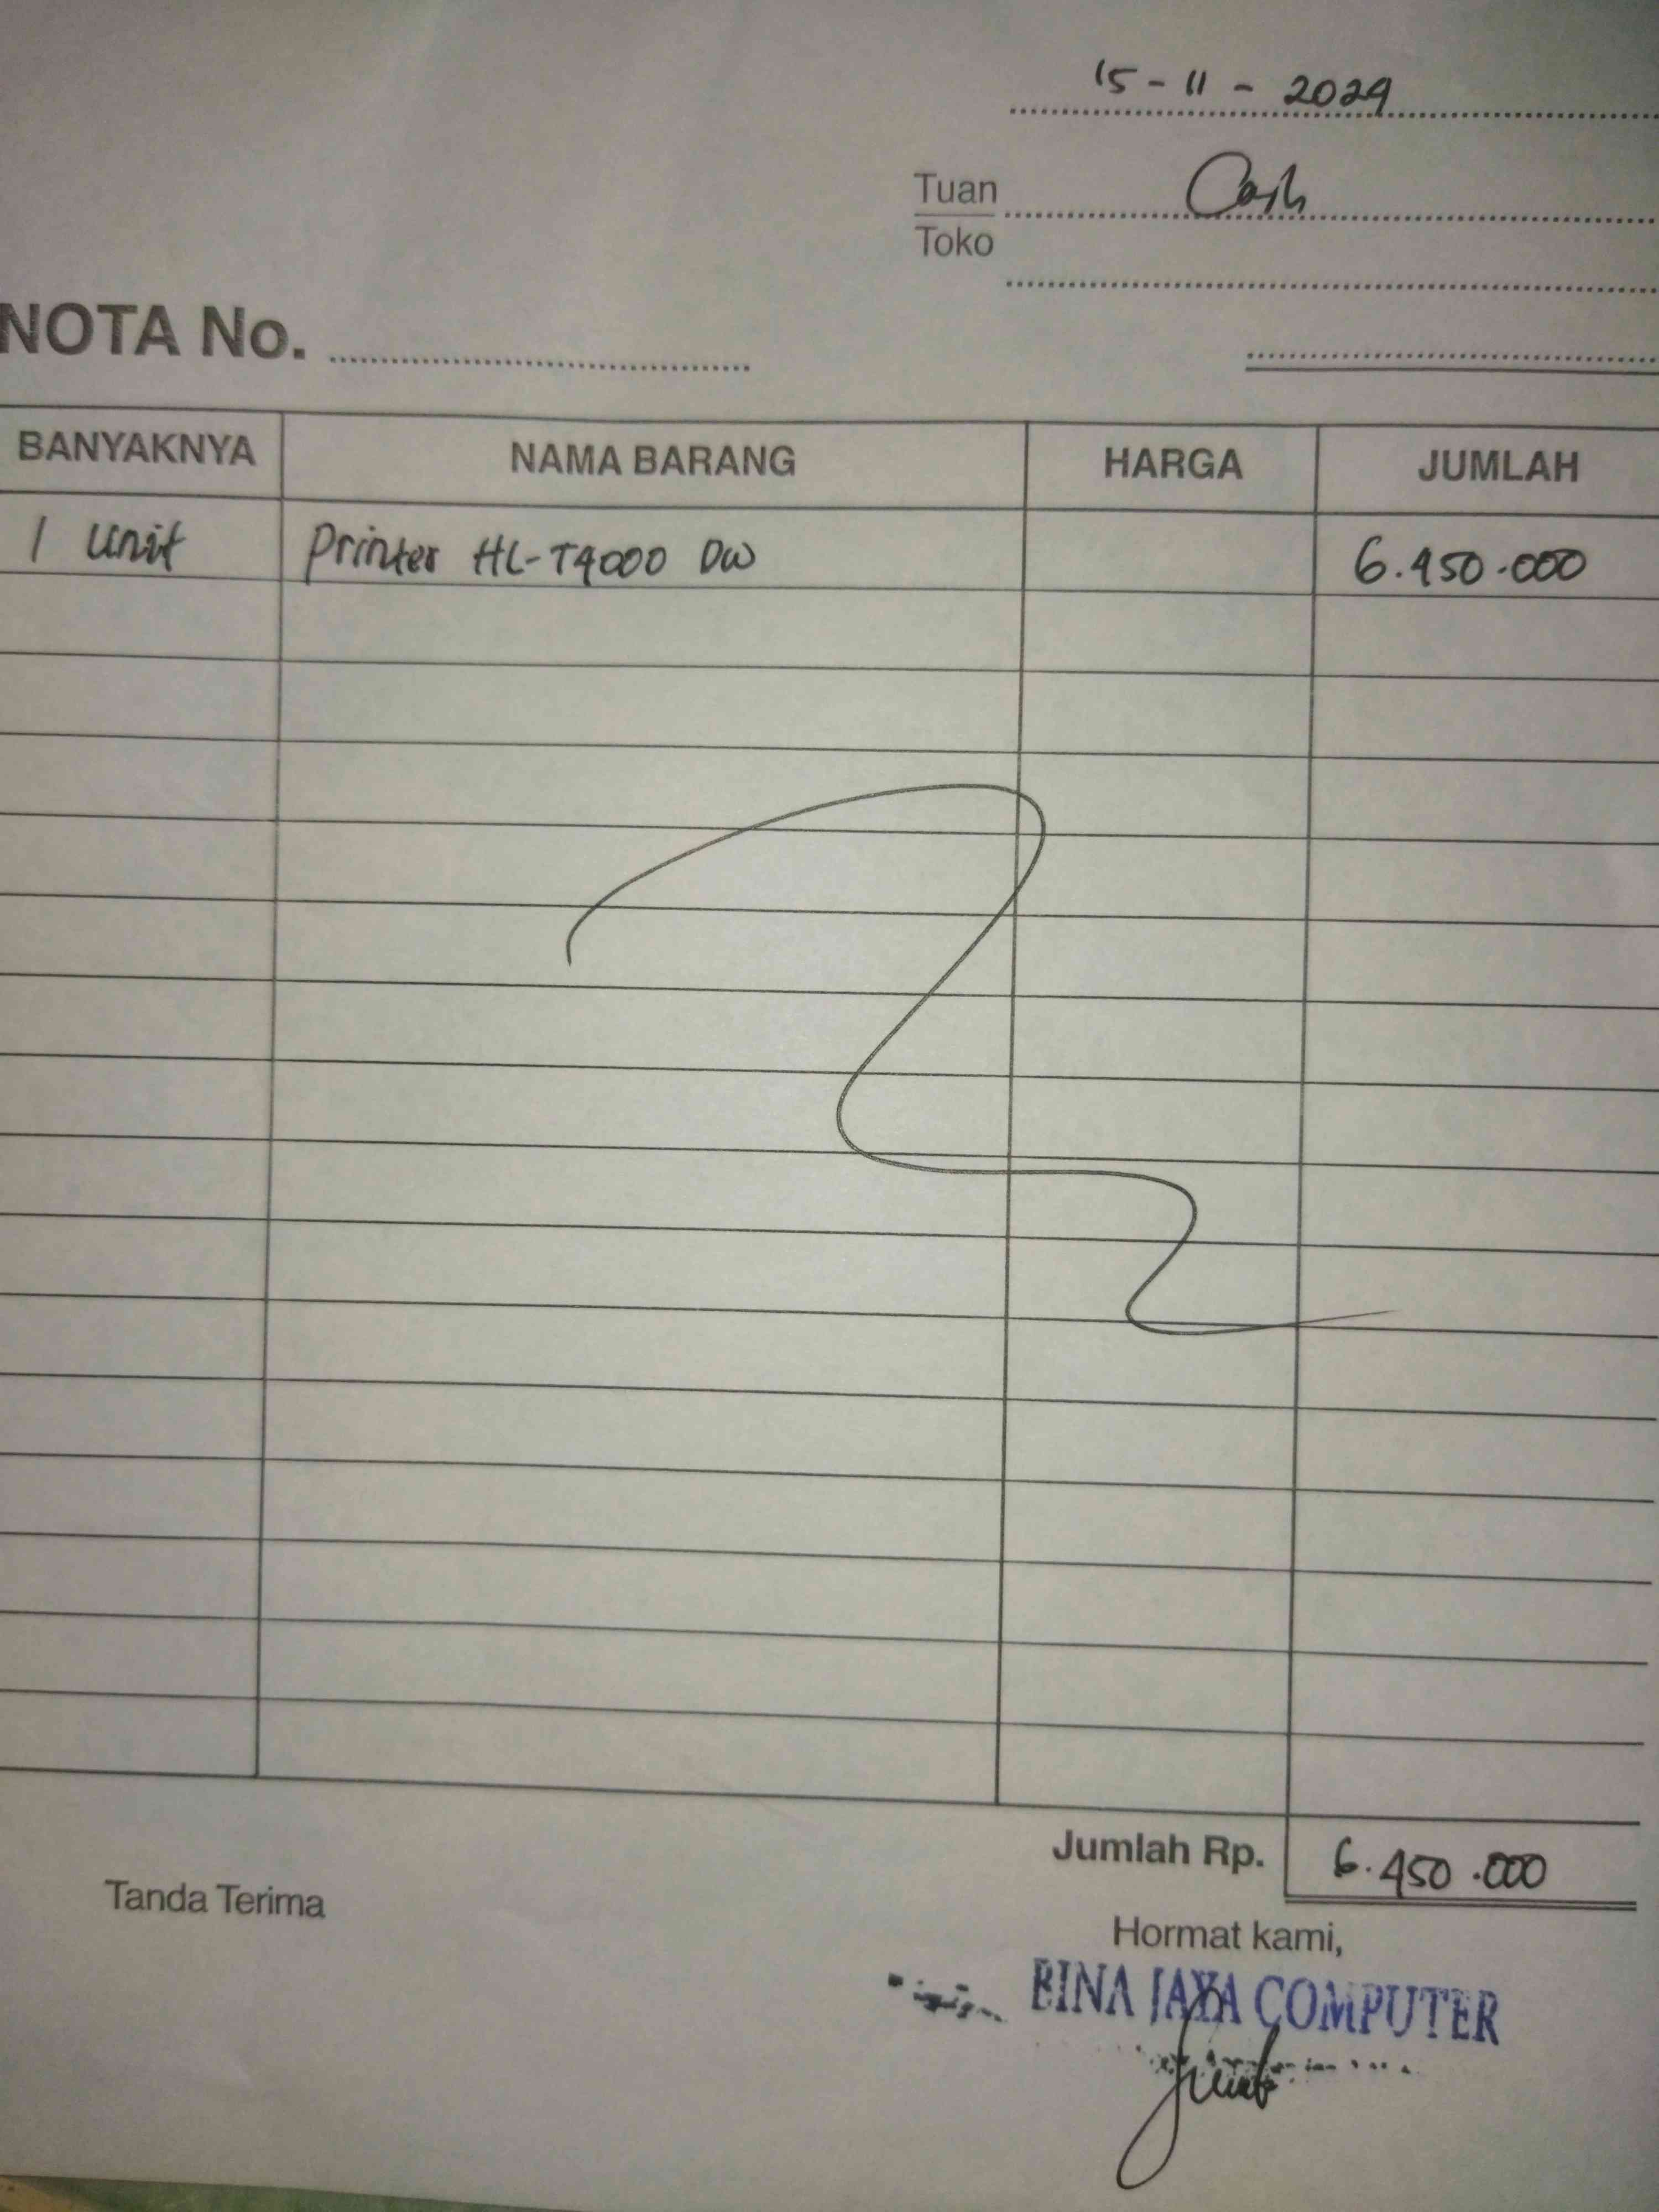 15 - 11 - 2024
Tuan Cash
Toko
NOTA No.
BANYAKNYA NAMA BARANG HARGA JUMLAH
1 Unit Printer HL-T4000 DW 6.450.000
Jumlah Rp. 6.450.000
Tanda Terima
Hormat kami,
BINA JAYA COMPUTER